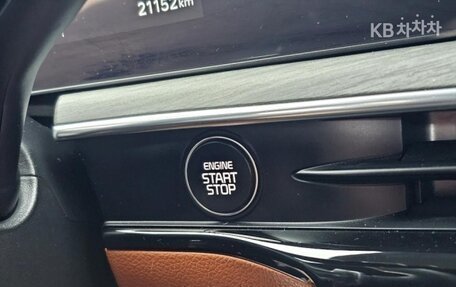 21152km
KB차차차
ENGINE
START
STOP